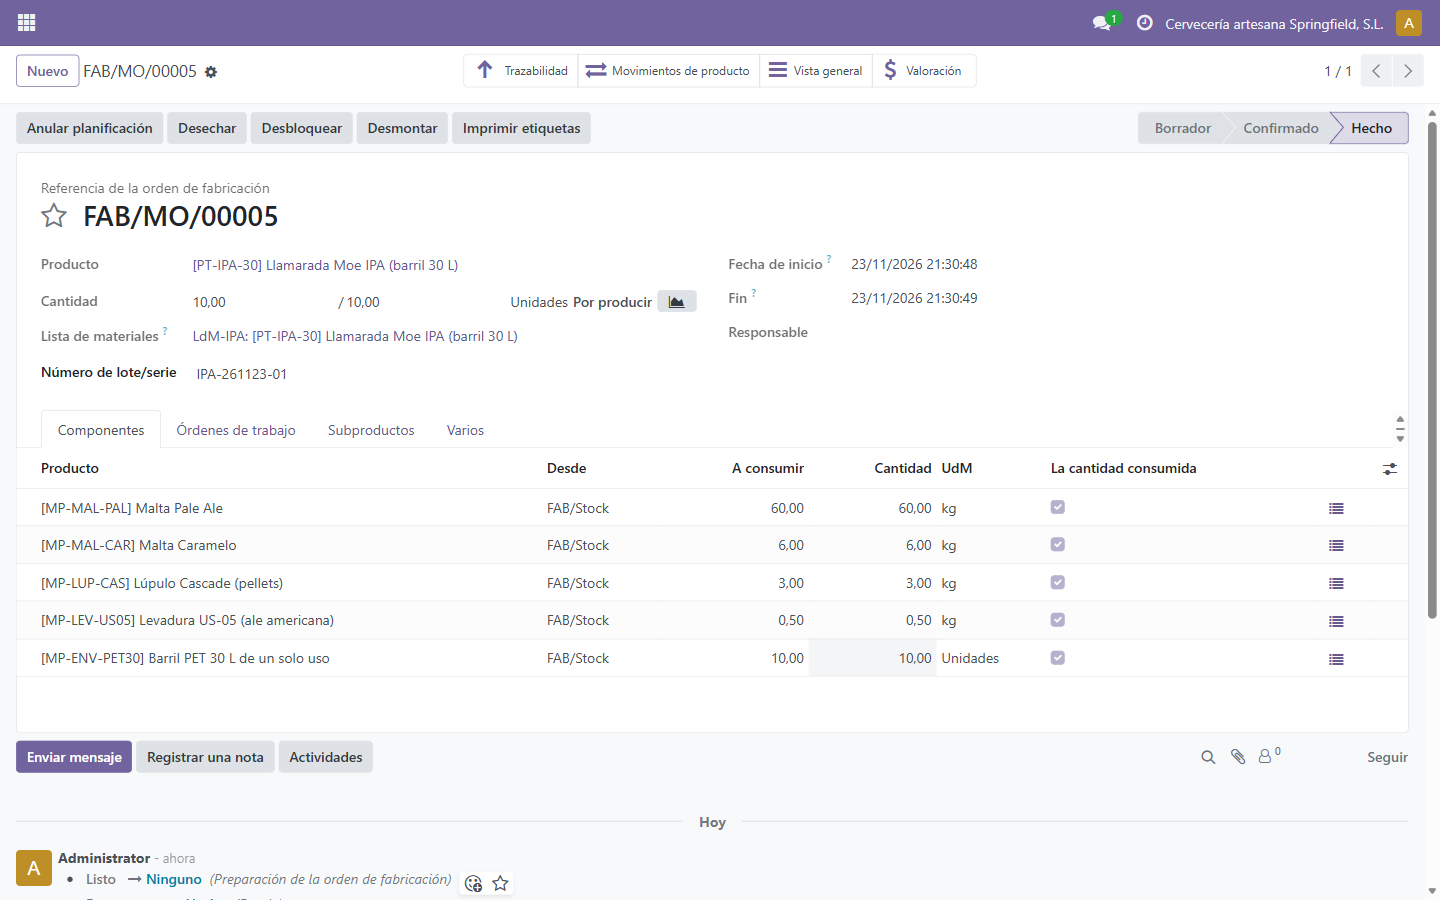 1
Cervecería artesana Springfield, S.L.
A
Nuevo
FAB/MO/00005
Trazabilidad
Movimientos de producto
Vista general
Valoración
1 / 1
Anular planificación
Desechar
Desbloquear
Desmontar
Imprimir etiquetas
Borrador
Confirmado
Hecho
Referencia de la orden de fabricación
FAB/MO/00005
Producto [PT-IPA-30] Llamarada Moe IPA (barril 30 L)
Cantidad 10,00 / 10,00 Unidades Por producir
Lista de materiales ? LdM-IPA: [PT-IPA-30] Llamarada Moe IPA (barril 30 L)
Número de lote/serie IPA-261123-01
Fecha de inicio ? 23/11/2026 21:30:48
Fin ? 23/11/2026 21:30:49
Responsable
Componentes
Órdenes de trabajo
Subproductos
Varios
Producto Desde A consumir Cantidad UdM La cantidad consumida
[MP-MAL-PAL] Malta Pale Ale FAB/Stock 60,00 60,00 kg
[MP-MAL-CAR] Malta Caramelo FAB/Stock 6,00 6,00 kg
[MP-LUP-CAS] Lúpulo Cascade (pellets) FAB/Stock 3,00 3,00 kg
[MP-LEV-US05] Levadura US-05 (ale americana) FAB/Stock 0,50 0,50 kg
[MP-ENV-PET30] Barril PET 30 L de un solo uso FAB/Stock 10,00 10,00 Unidades
Enviar mensaje
Registrar una nota
Actividades
0
Seguir
Hoy
A
Administrator - ahora
Listo → Ninguno (Preparación de la orden de fabricación)